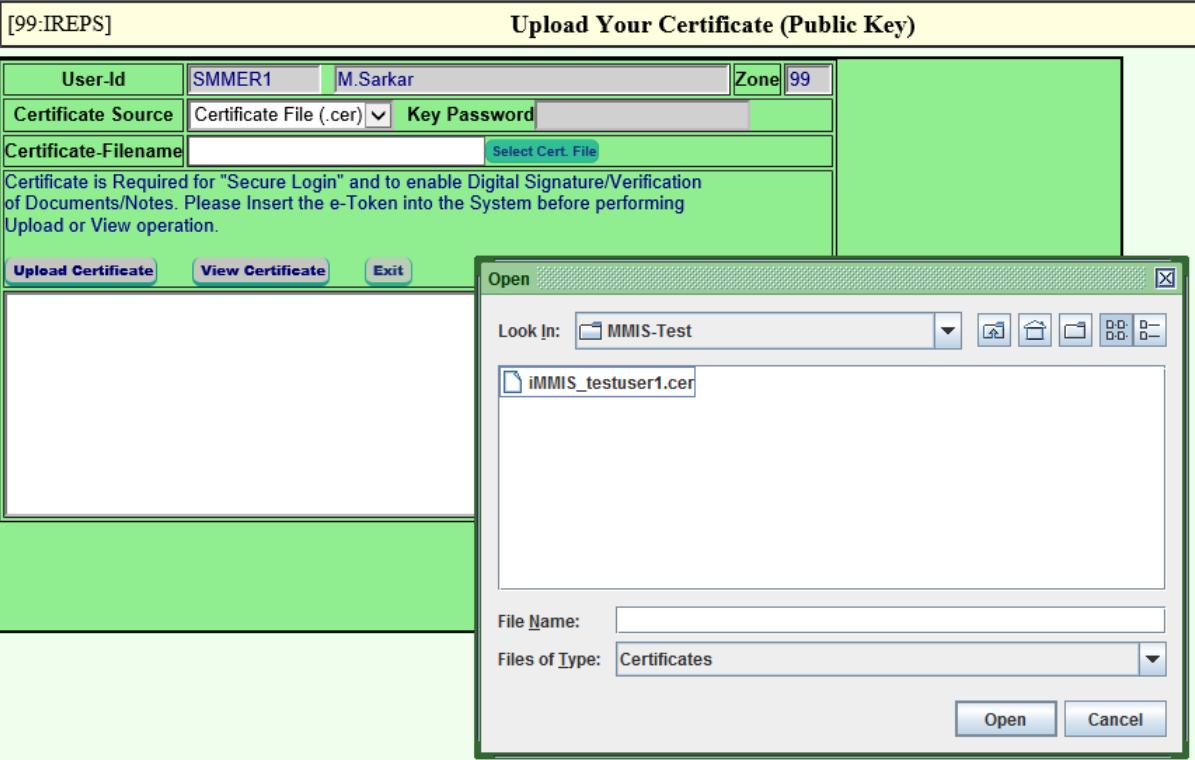 [99:IREPS] Upload Your Certificate (Public Key)
User-Id SMMER1 M.Sarkar Zone 99
Certificate Source Certificate File (.cer) Key Password
Certificate-Filename Select Cert. File
Certificate is Required for "Secure Login" and to enable Digital Signature/Verification
of Documents/Notes. Please Insert the e-Token into the System before performing
Upload or View operation.
Upload Certificate View Certificate Exit
Open
Look In: MMIS-Test
iMMIS_testuser1.cer
File Name:
Files of Type: Certificates
Open Cancel